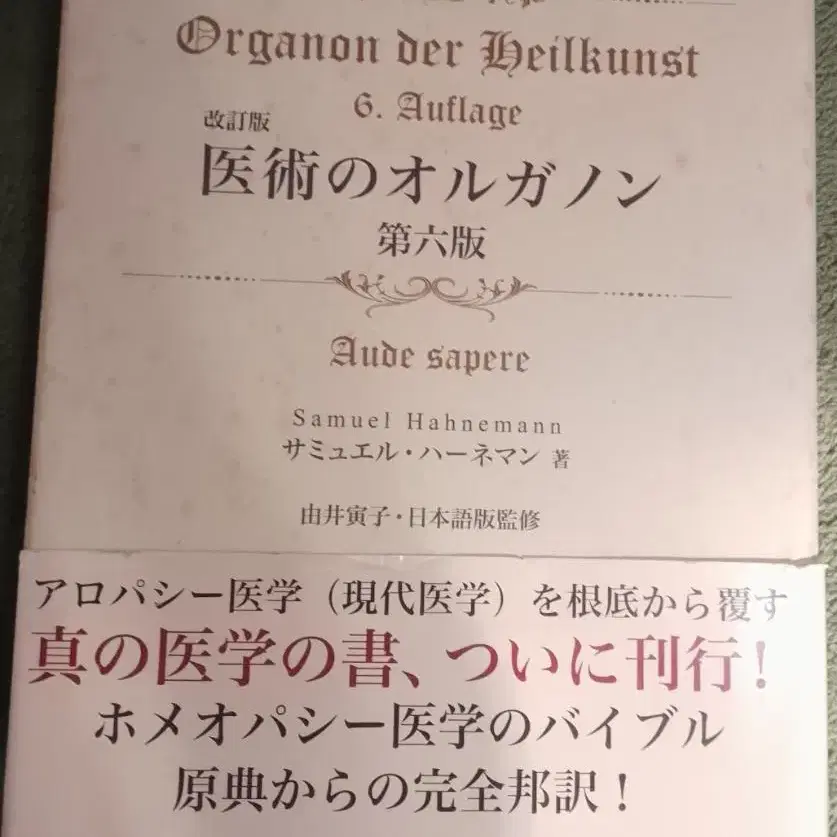 Organon der Heilkunst
6. Auflage
改訂版
医術のオルガノン
第六版
Aude sapere
Samuel Hahnemann
サミュエル・ハーネマン 著
由井寅子・日本語版監修
アロパシー医学（現代医学）を根底から覆す
真の医学の書、ついに刊行！
ホメオパシー医学のバイブル
原典からの完全邦訳！